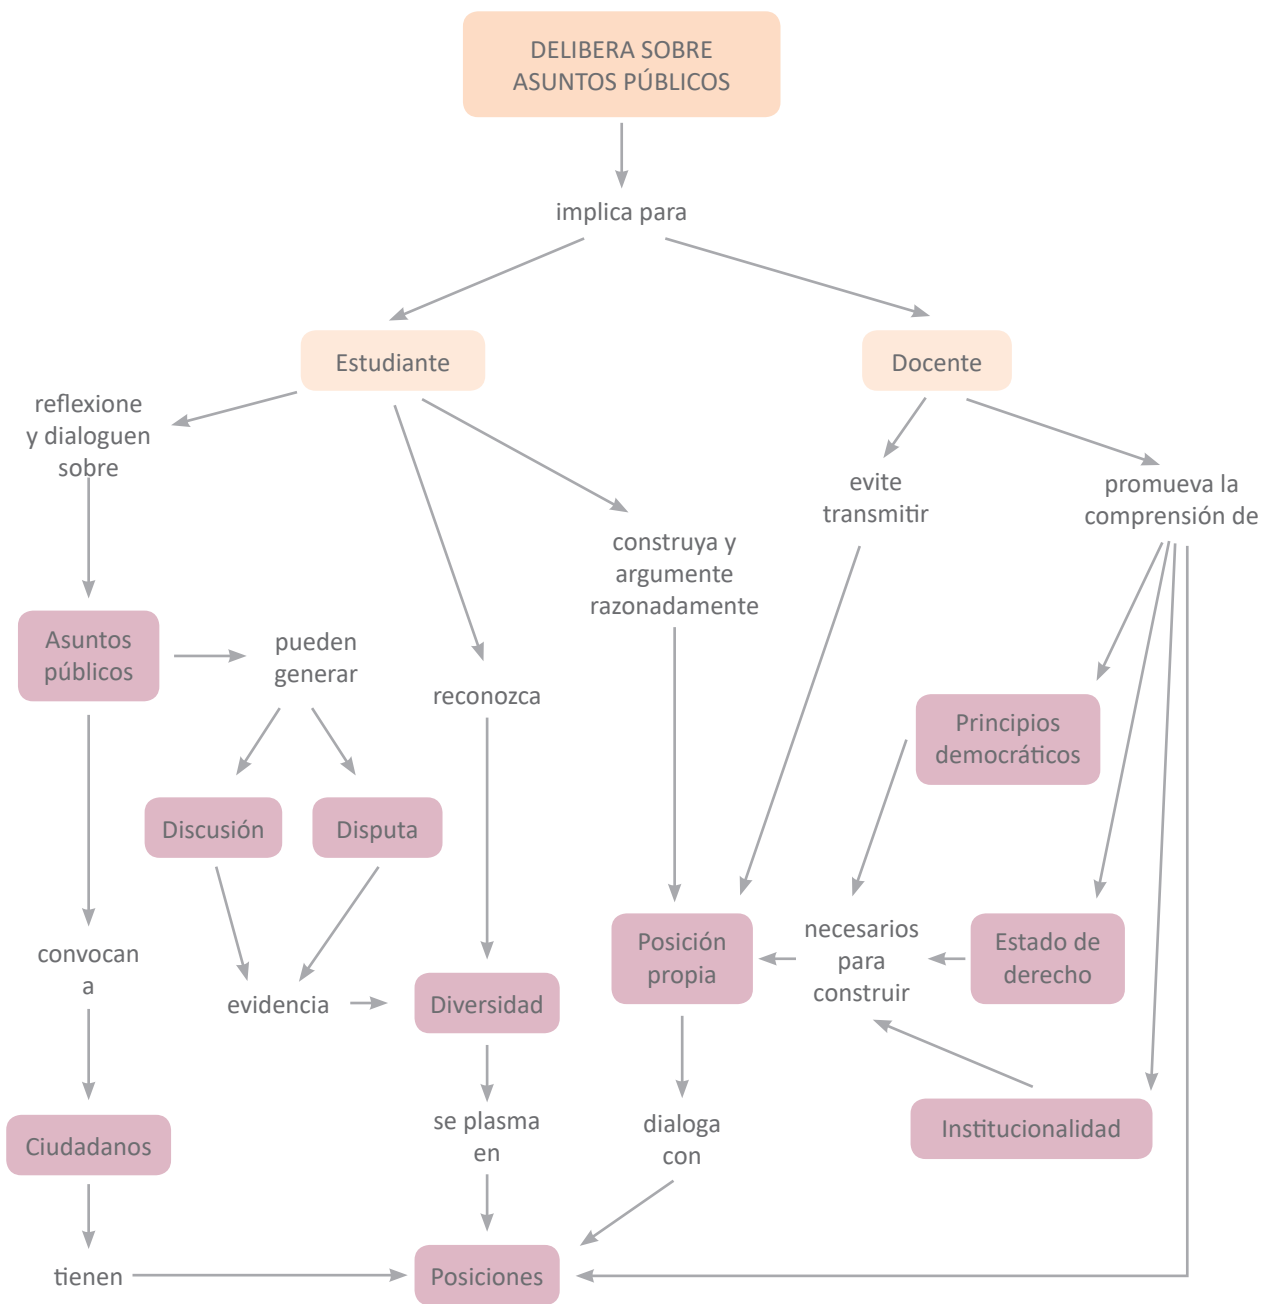 DELIBERA SOBRE
ASUNTOS PÚBLICOS
implica para
Estudiante
Docente
reflexione
y dialoguen
sobre
evite
transmitir
promueva la
comprensión de
construya y
argumente
razonadamente
Asuntos
públicos
pueden
generar
reconozca
Principios
democráticos
Discusión
Disputa
convocan
a
evidencia
Diversidad
Posición
propia
necesarios
para
construir
Estado de
derecho
Ciudadanos
se plasma
en
dialoga
con
Institucionalidad
tienen
Posiciones